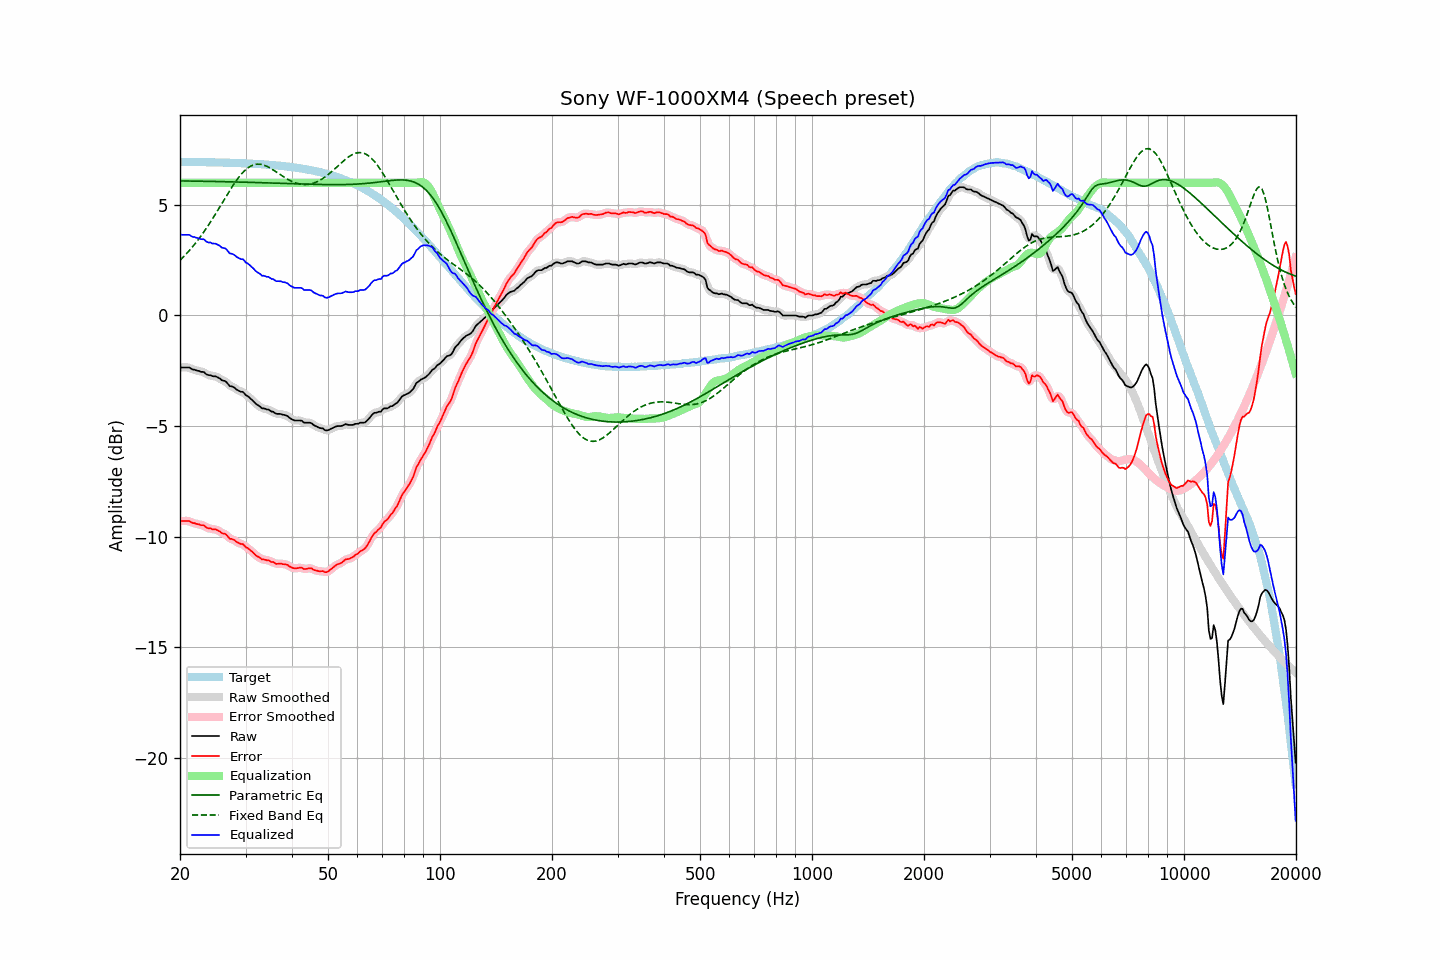 Sony WF-1000XM4 (Speech preset)
Amplitude (dBr)
5
0
−5
−10
−15
−20
Target
Raw Smoothed
Error Smoothed
Raw
Error
Equalization
Parametric Eq
Fixed Band Eq
Equalized
20 50 100 200 500 1000 2000 5000 10000 20000
Frequency (Hz)